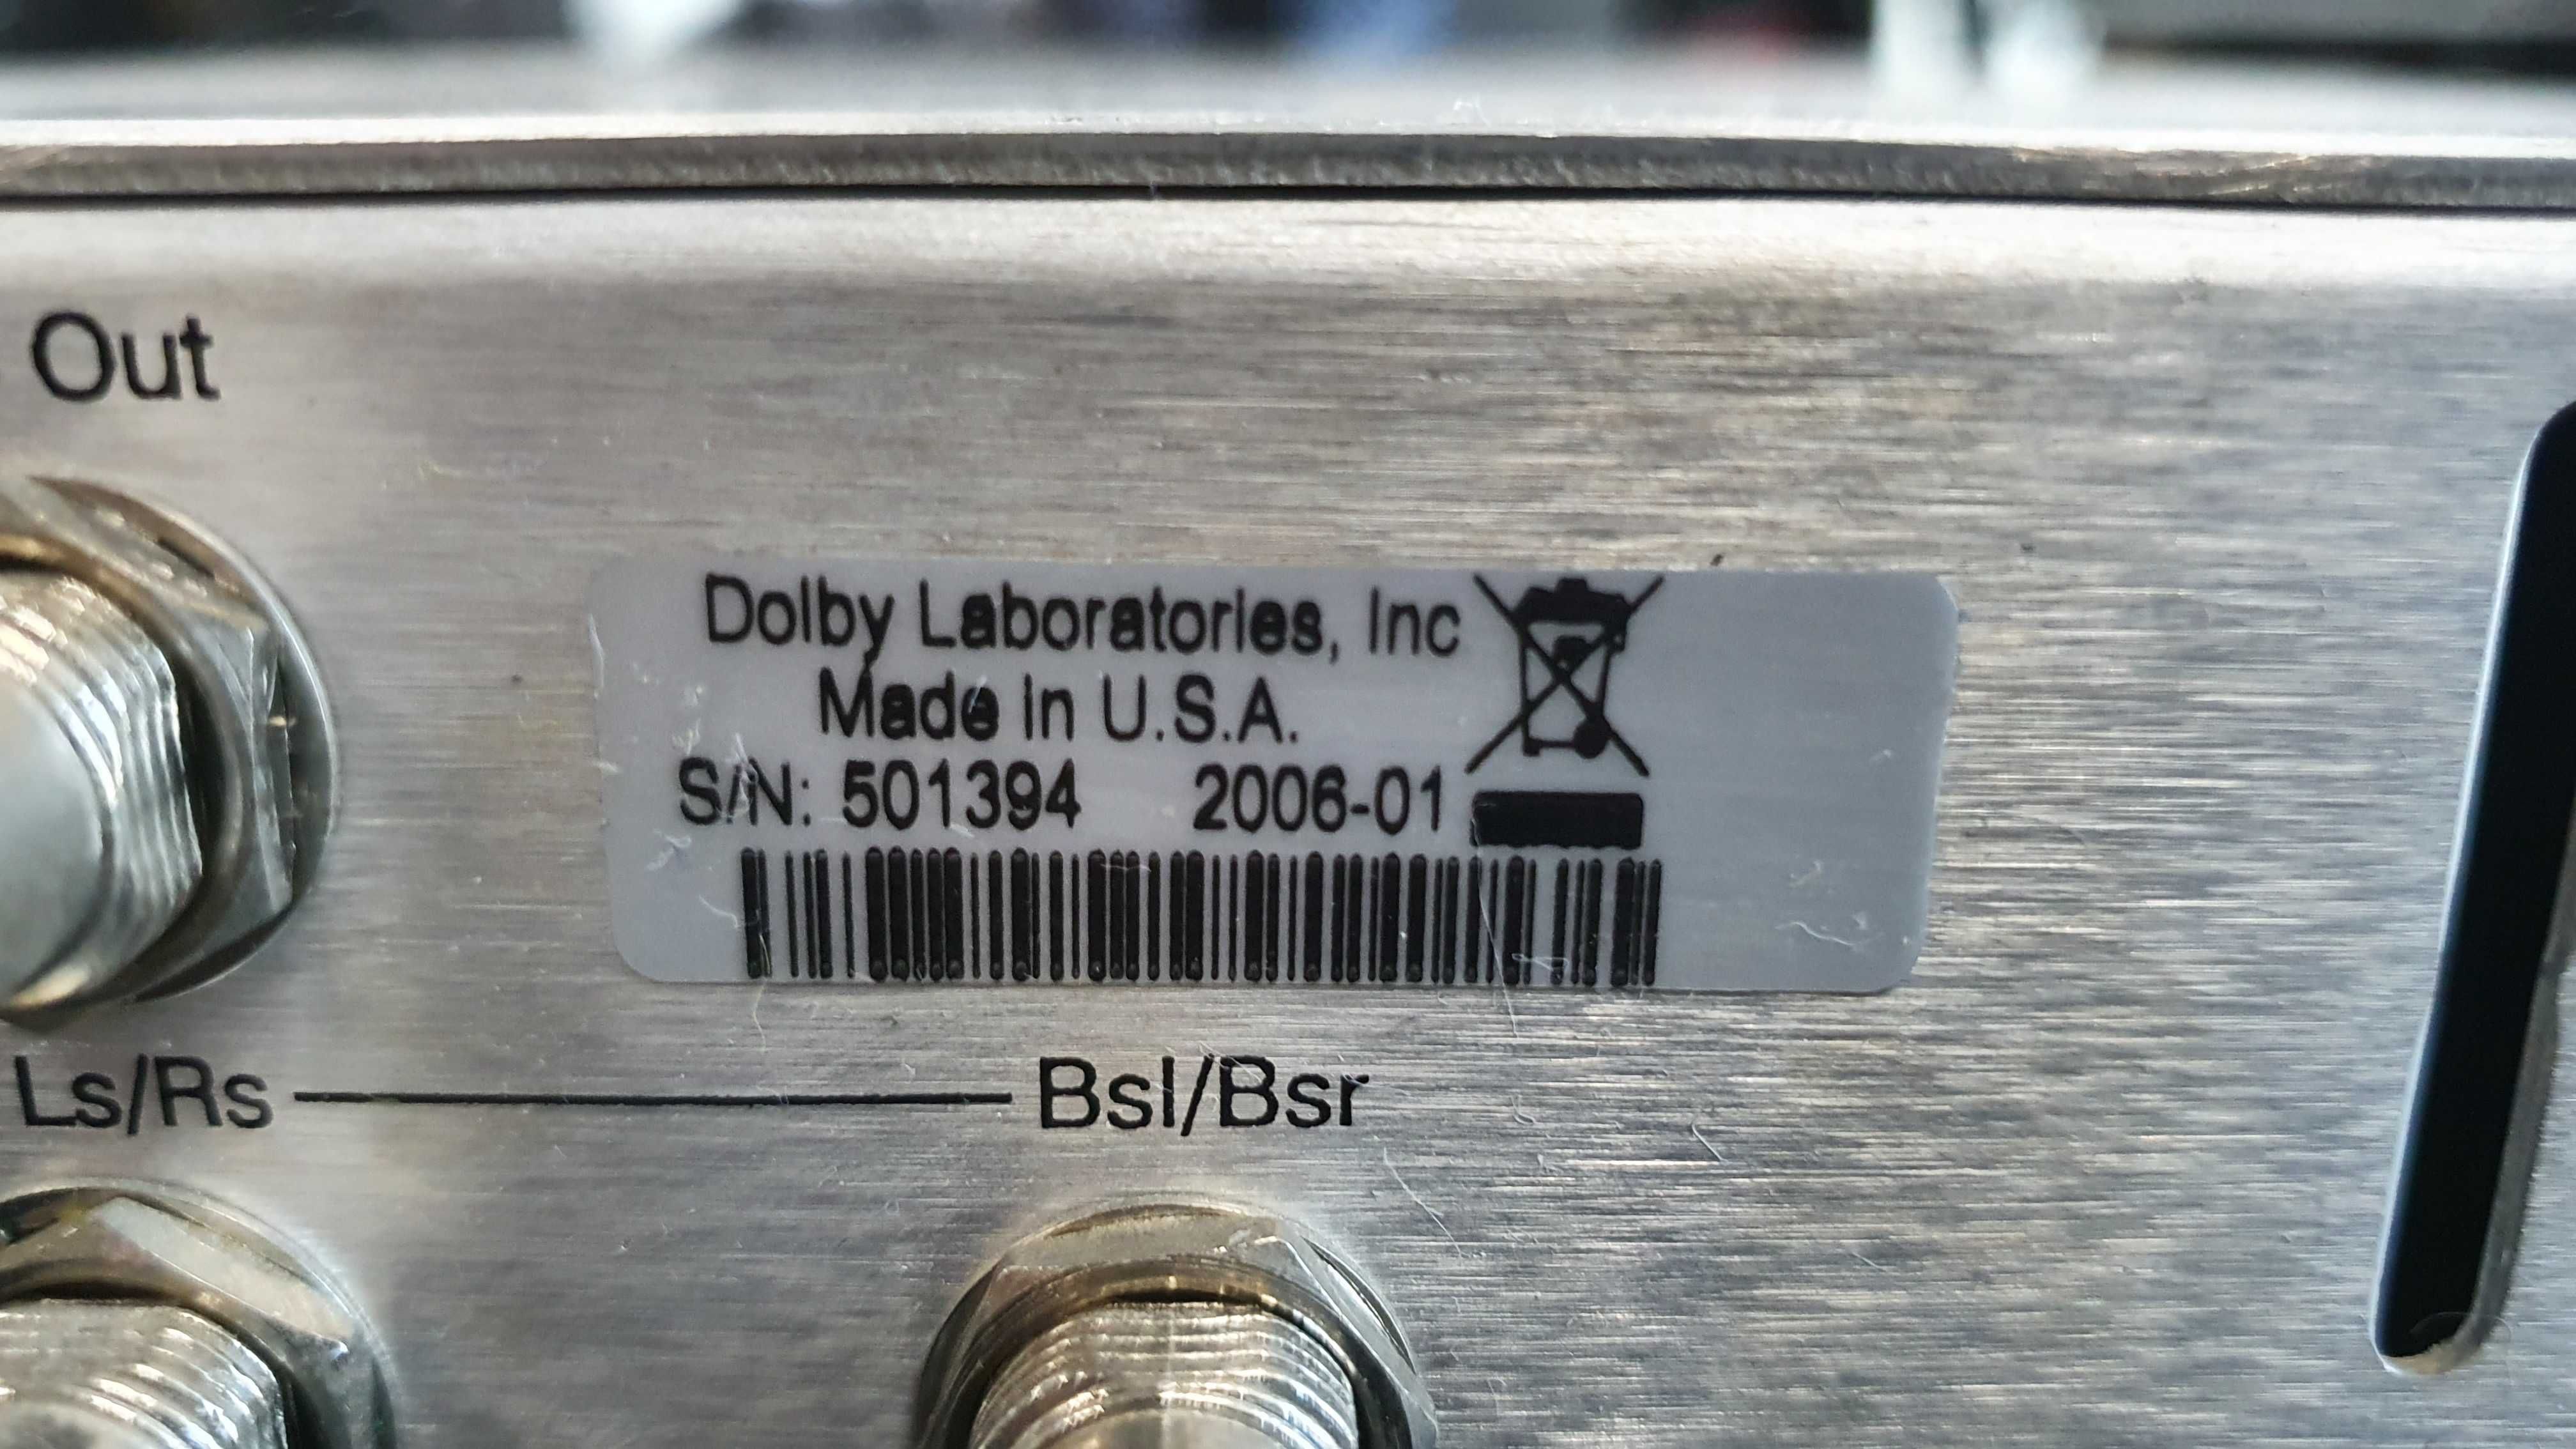 Out
Dolby Laboratories, Inc
Made in U.S.A.
S/N: 501394 2006-01
Ls/Rs
Bsl/Bsr